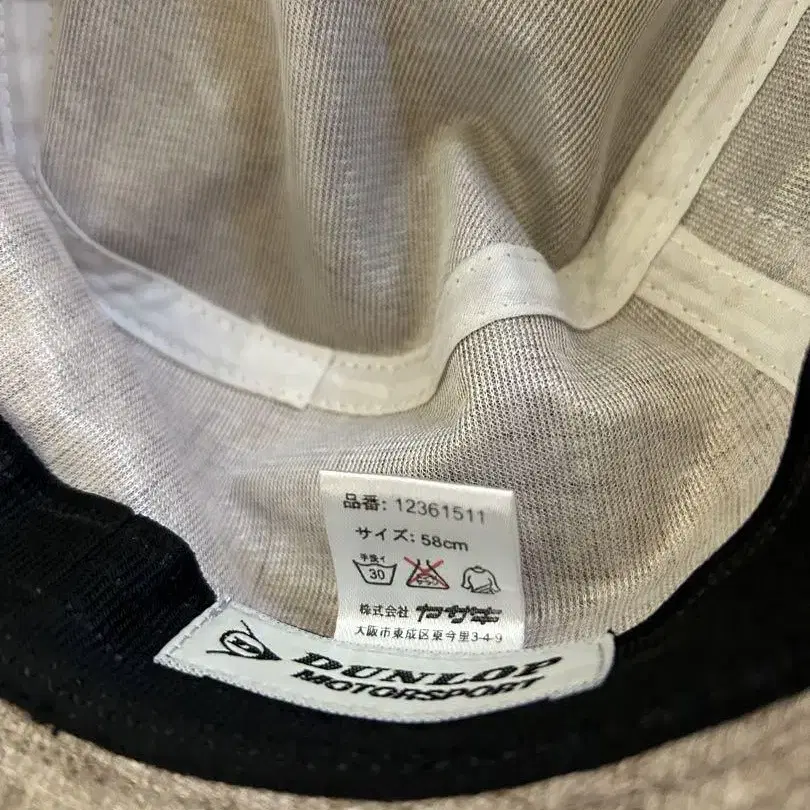 品番: 12361511
サイズ: 58cm
手洗イ
30
株式会社
大阪市東成区東今里3-4-9
DUNLOP
MOTORSPORT